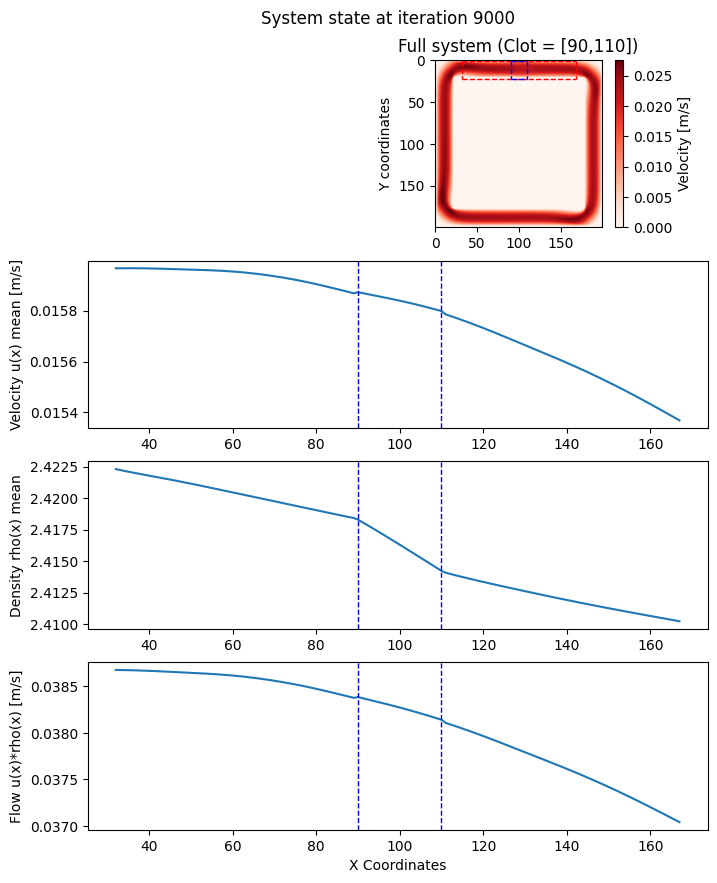 System state at iteration 9000
Full system (Clot = [90,110])
0
50
100
150
Y coordinates
0 50 100 150
0.025
0.020
0.015
0.010
0.005
0.000
Velocity [m/s]
Velocity u(x) mean [m/s]
0.0158
0.0156
0.0154
40 60 80 100 120 140 160
Density rho(x) mean
2.4225
2.4200
2.4175
2.4150
2.4125
2.4100
40 60 80 100 120 140 160
Flow u(x)*rho(x) [m/s]
0.0385
0.0380
0.0375
0.0370
40 60 80 100 120 140 160
X Coordinates